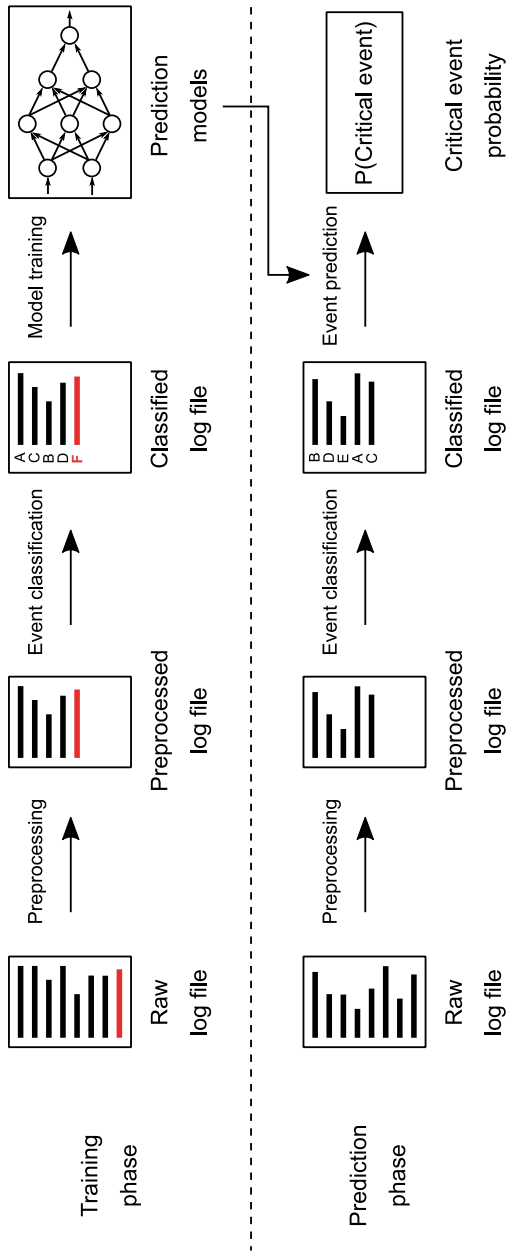 Training
phase
Raw
log file
Preprocessing
Preprocessed
log file
Event classification
A
C
B
D
F
Classified
log file
Model training
Prediction
models
Prediction
phase
Raw
log file
Preprocessing
Preprocessed
log file
Event classification
B
D
E
A
C
Classified
log file
Event prediction
P(Critical event)
Critical event
probability